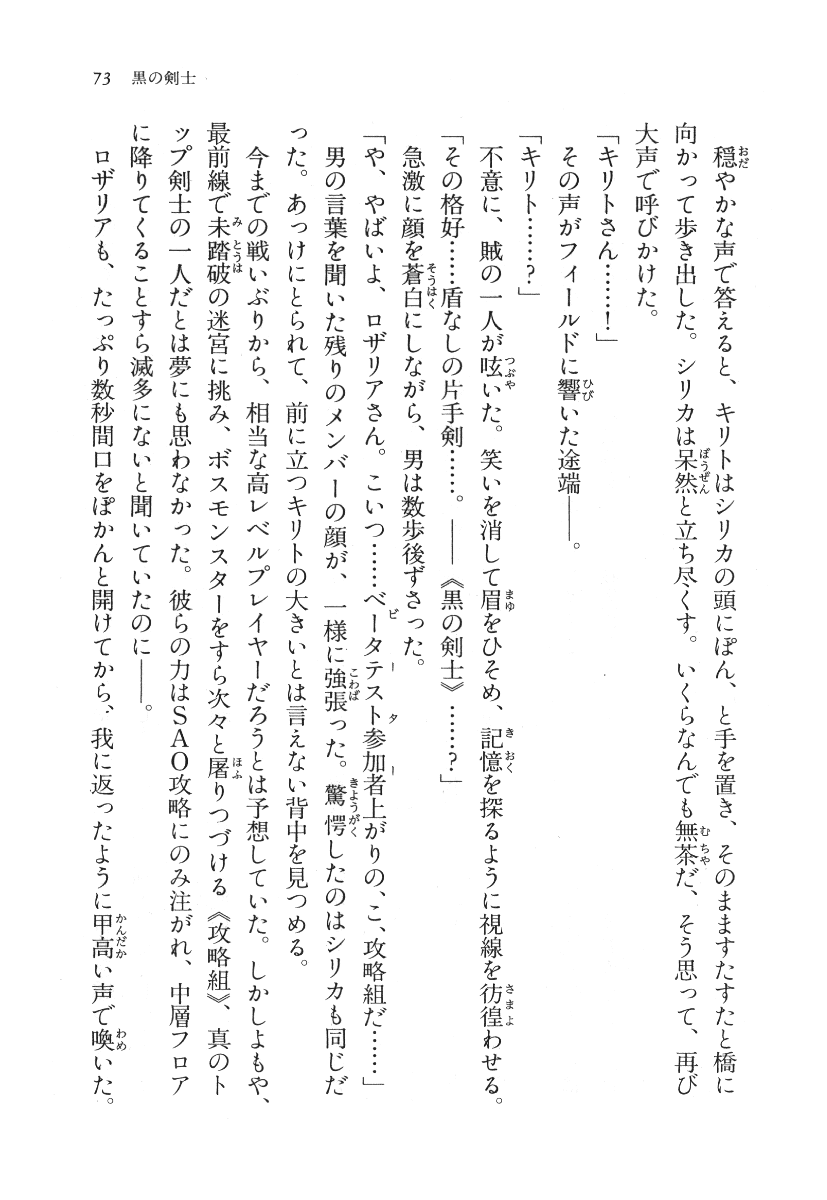 73 黒の剣士
穏やかな声で答えると、キリトはシリカの頭にぽん、と手を置き、そのまますたすたと橋に
向かって歩き出した。シリカは呆然と立ち尽くす。いくらなんでも無茶だ、そう思って、再び
大声で呼びかけた。
「キリトさん……！」
その声がフィールドに響いた途端――。
「キリト……？」
不意に、賊の一人が呟いた。笑いを消して眉をひそめ、記憶を探るように視線を彷徨わせる。
「その格好……盾なしの片手剣……。――《黒の剣士》……？」
急激に顔を蒼白にしながら、男は数歩後ずさった。
「や、やばいよ、ロザリアさん。こいつ……ベータテスト参加者上がりの、こ、攻略組だ……」
男の言葉を聞いた残りのメンバーの顔が、一様に強張った。驚愕したのはシリカも同じだ
った。あっけにとられて、前に立つキリトの大きいとは言えない背中を見つめる。
今までの戦いぶりから、相当な高レベルプレイヤーだろうとは予想していた。しかしよもや、
最前線で未踏破の迷宮に挑み、ボスモンスターをすら次々と屠りつづける《攻略組》、真のト
ップ剣士の一人だとは夢にも思わなかった。彼らの力はＳＡＯ攻略にのみ注がれ、中層フロア
に降りてくることすら滅多にないと聞いていたのに――。
ロザリアも、たっぷり数秒間口をぽかんと開けてから、我に返ったように甲高い声で喚いた。